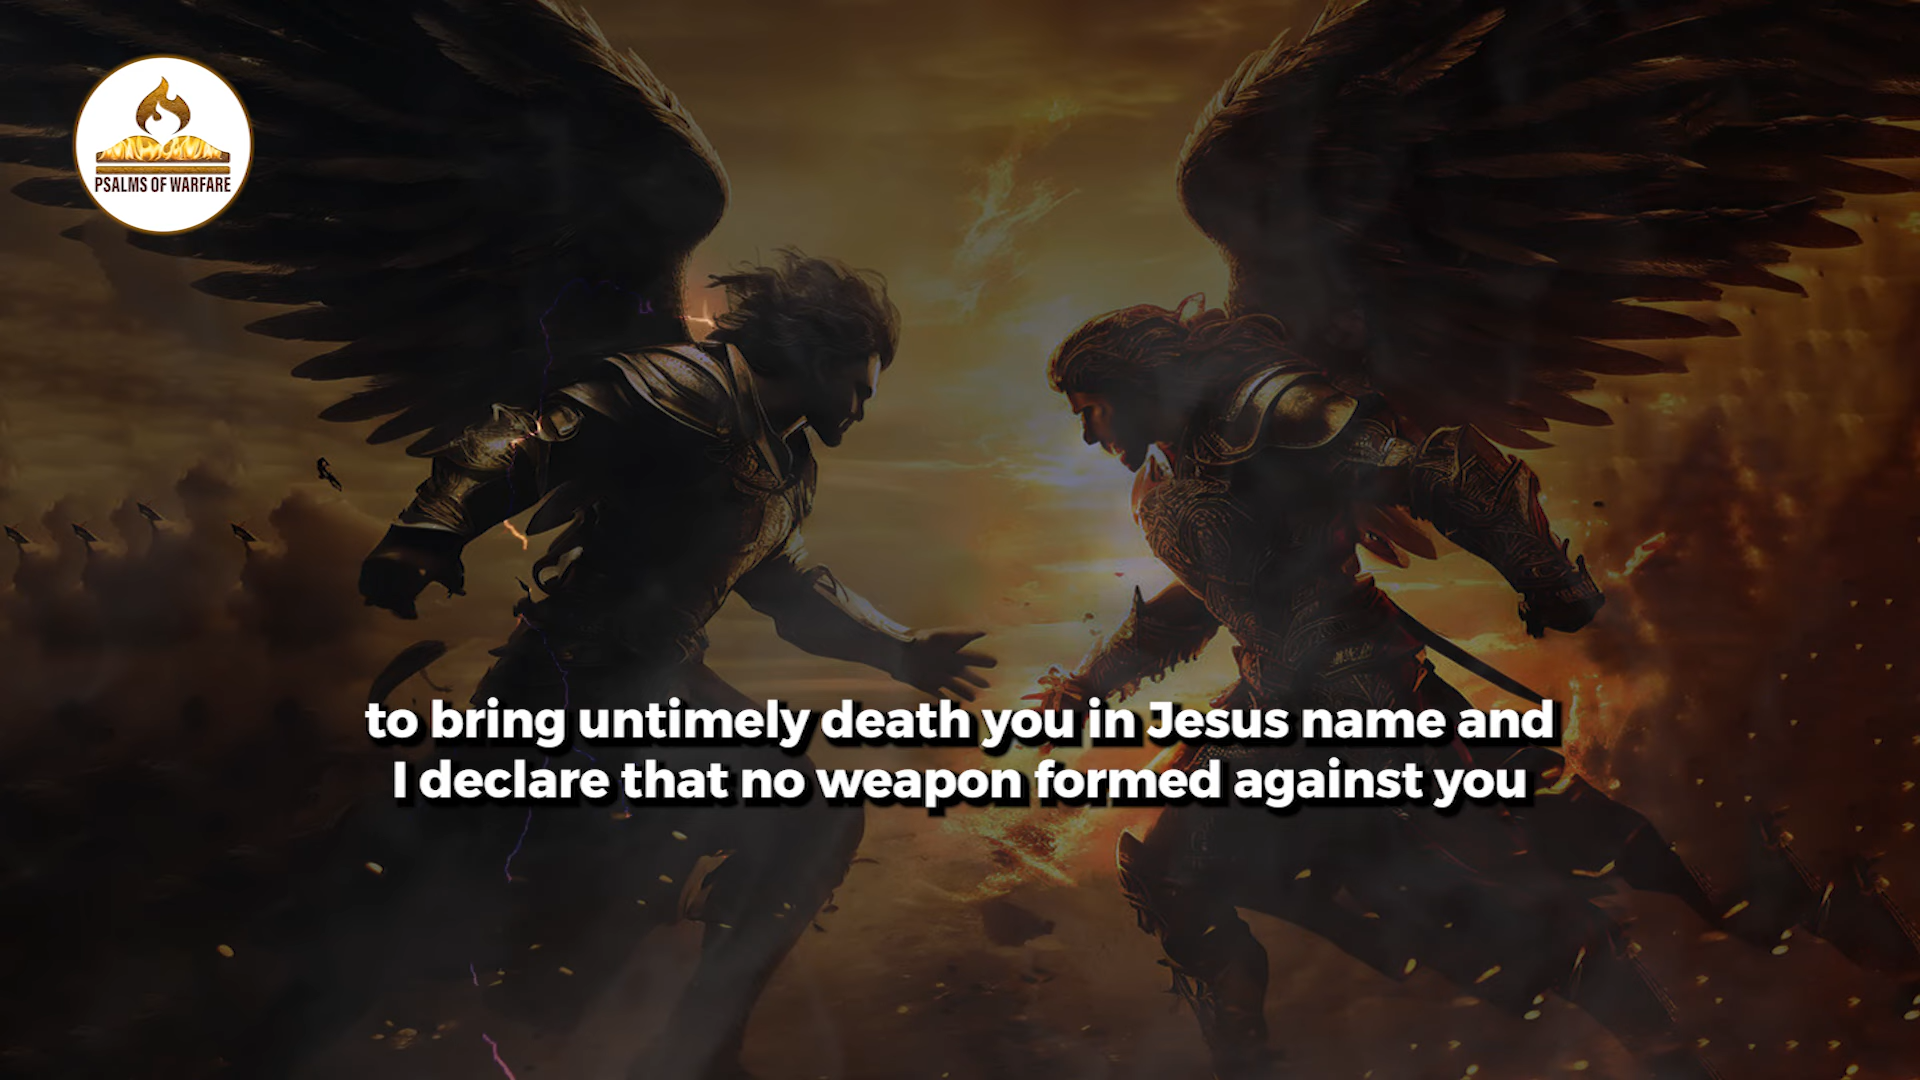 PSALMS OF WARFARE
to bring untimely death you in Jesus name and
I declare that no weapon formed against you